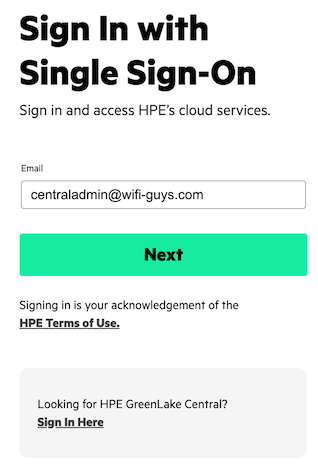 Sign In with
Single Sign-On
Sign in and access HPE's cloud services.
Email
centraladmin@wifi-guys.com
Next
Signing in is your acknowledgement of the
HPE Terms of Use.
Looking for HPE GreenLake Central?
Sign In Here